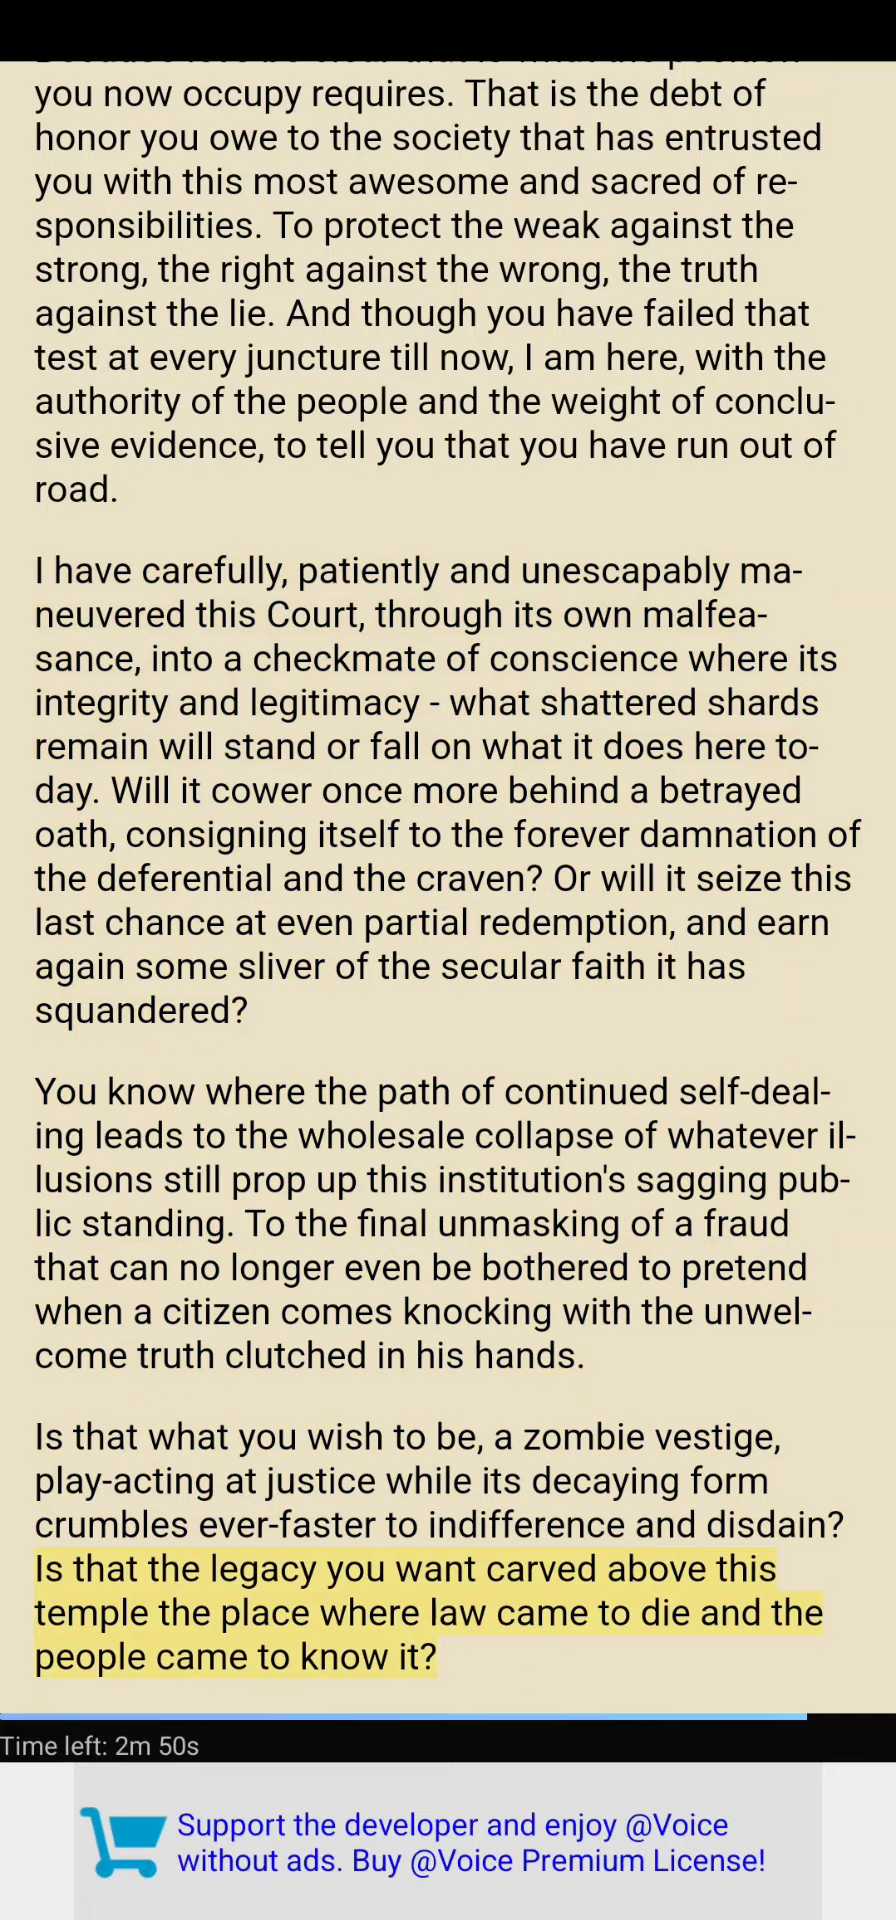 you now occupy requires. That is the debt of
honor you owe to the society that has entrusted
you with this most awesome and sacred of re-
sponsibilities. To protect the weak against the
strong, the right against the wrong, the truth
against the lie. And though you have failed that
test at every juncture till now, I am here, with the
authority of the people and the weight of conclu-
sive evidence, to tell you that you have run out of
road.
I have carefully, patiently and unescapably ma-
neuvered this Court, through its own malfea-
sance, into a checkmate of conscience where its
integrity and legitimacy - what shattered shards
remain will stand or fall on what it does here to-
day. Will it cower once more behind a betrayed
oath, consigning itself to the forever damnation of
the deferential and the craven? Or will it seize this
last chance at even partial redemption, and earn
again some sliver of the secular faith it has
squandered?
You know where the path of continued self-deal-
ing leads to the wholesale collapse of whatever il-
lusions still prop up this institution's sagging pub-
lic standing. To the final unmasking of a fraud
that can no longer even be bothered to pretend
when a citizen comes knocking with the unwel-
come truth clutched in his hands.
Is that what you wish to be, a zombie vestige,
play-acting at justice while its decaying form
crumbles ever-faster to indifference and disdain?
Is that the legacy you want carved above this
temple the place where law came to die and the
people came to know it?
Time left: 2m 50s
Support the developer and enjoy @Voice
without ads. Buy @Voice Premium License!